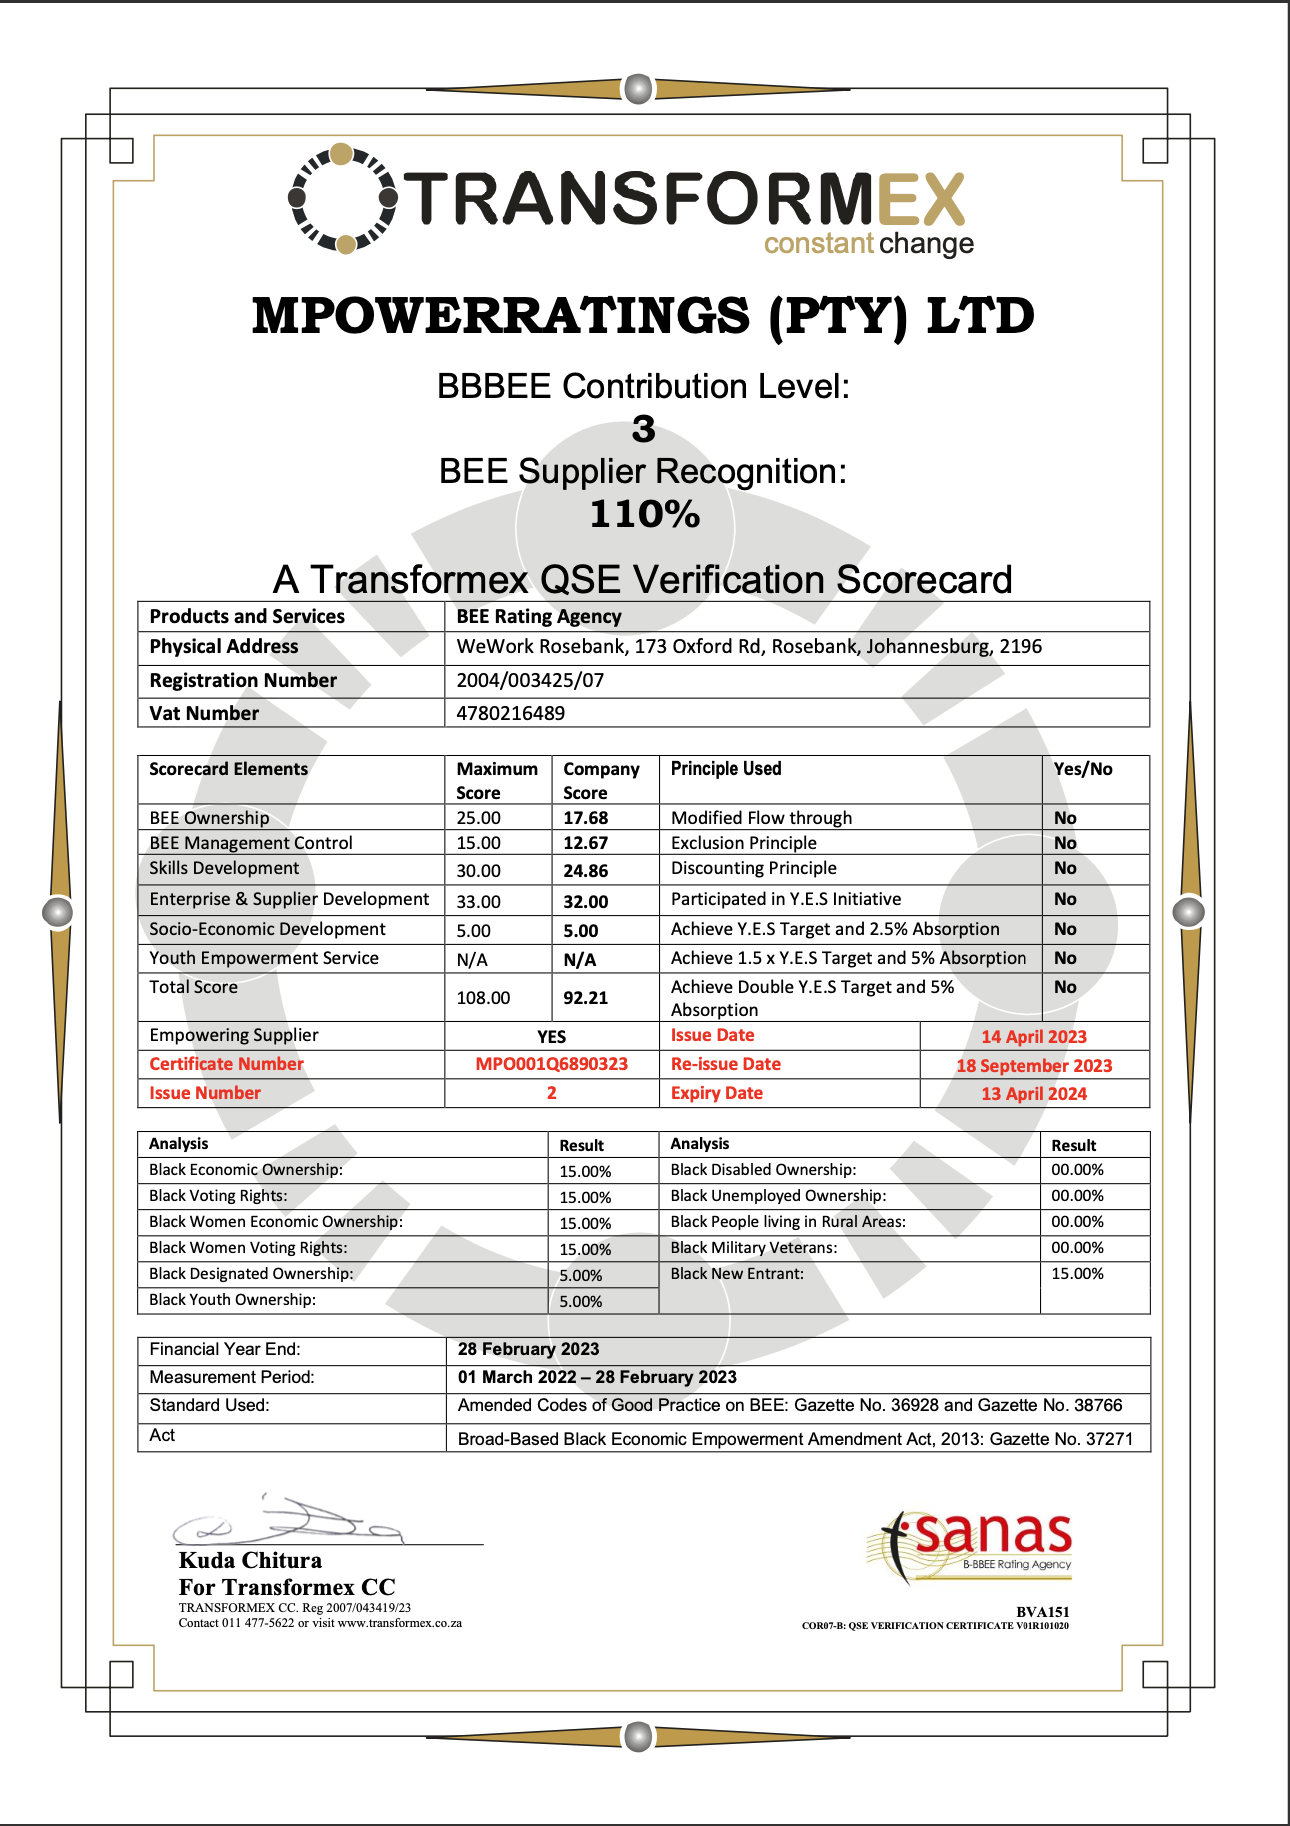 TRANSFORMEX
constant change
MPOWERRATINGS (PTY) LTD
BBBEE Contribution Level:
3
BEE Supplier Recognition:
110%
A Transformex QSE Verification Scorecard
Products and Services BEE Rating Agency
Physical Address WeWork Rosebank, 173 Oxford Rd, Rosebank, Johannesburg, 2196
Registration Number 2004/003425/07
Vat Number 4780216489
Scorecard Elements Maximum Score Company Score Principle Used Yes/No
BEE Ownership 25.00 17.68 Modified Flow through No
BEE Management Control 15.00 12.67 Exclusion Principle No
Skills Development 30.00 24.86 Discounting Principle No
Enterprise & Supplier Development 33.00 32.00 Participated in Y.E.S Initiative No
Socio-Economic Development 5.00 5.00 Achieve Y.E.S Target and 2.5% Absorption No
Youth Empowerment Service N/A N/A Achieve 1.5 x Y.E.S Target and 5% Absorption No
Total Score 108.00 92.21 Achieve Double Y.E.S Target and 5% Absorption No
Empowering Supplier YES Issue Date 14 April 2023
Certificate Number MPO001Q6890323 Re-issue Date 18 September 2023
Issue Number 2 Expiry Date 13 April 2024
Analysis Result Analysis Result
Black Economic Ownership: 15.00% Black Disabled Ownership: 00.00%
Black Voting Rights: 15.00% Black Unemployed Ownership: 00.00%
Black Women Economic Ownership: 15.00% Black People living in Rural Areas: 00.00%
Black Women Voting Rights: 15.00% Black Military Veterans: 00.00%
Black Designated Ownership: 5.00% Black New Entrant: 15.00%
Black Youth Ownership: 5.00%
Financial Year End: 28 February 2023
Measurement Period: 01 March 2022 – 28 February 2023
Standard Used: Amended Codes of Good Practice on BEE: Gazette No. 36928 and Gazette No. 38766
Act Broad-Based Black Economic Empowerment Amendment Act, 2013: Gazette No. 37271
Kuda Chitura
For Transformex CC
TRANSFORMEX CC. Reg 2007/043419/23
Contact 011 477-5622 or visit www.transformex.co.za
sanas
B-BBEE Rating Agency
BVA151
COR07-B: QSE VERIFICATION CERTIFICATE V01R101020